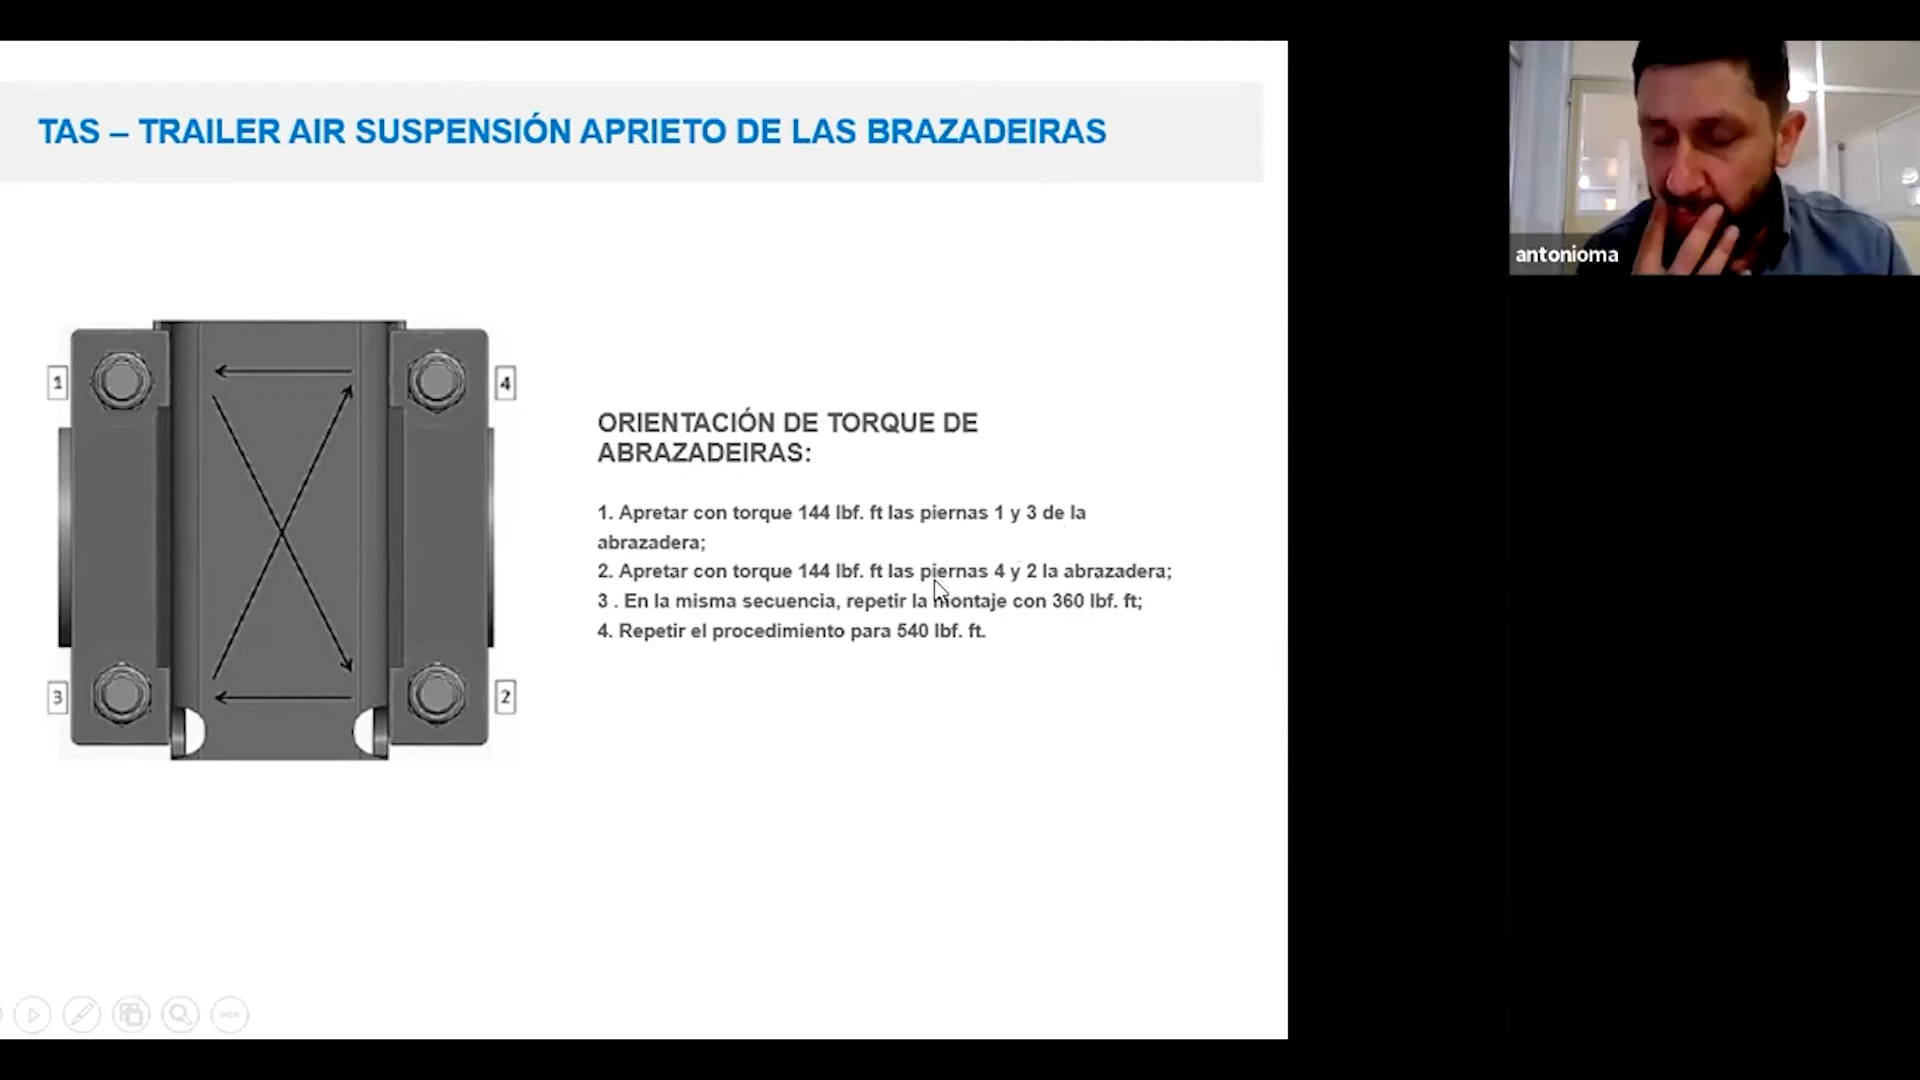 TAS – TRAILER AIR SUSPENSIÓN APRIETO DE LAS BRAZADEIRAS
antonioma
1
4
3
2
ORIENTACIÓN DE TORQUE DE
ABRAZADEIRAS:
1. Apretar con torque 144 lbf. ft las piernas 1 y 3 de la
abrazadera;
2. Apretar con torque 144 lbf. ft las piernas 4 y 2 la abrazadera;
3 . En la misma secuencia, repetir la montaje con 360 lbf. ft;
4. Repetir el procedimiento para 540 lbf. ft.